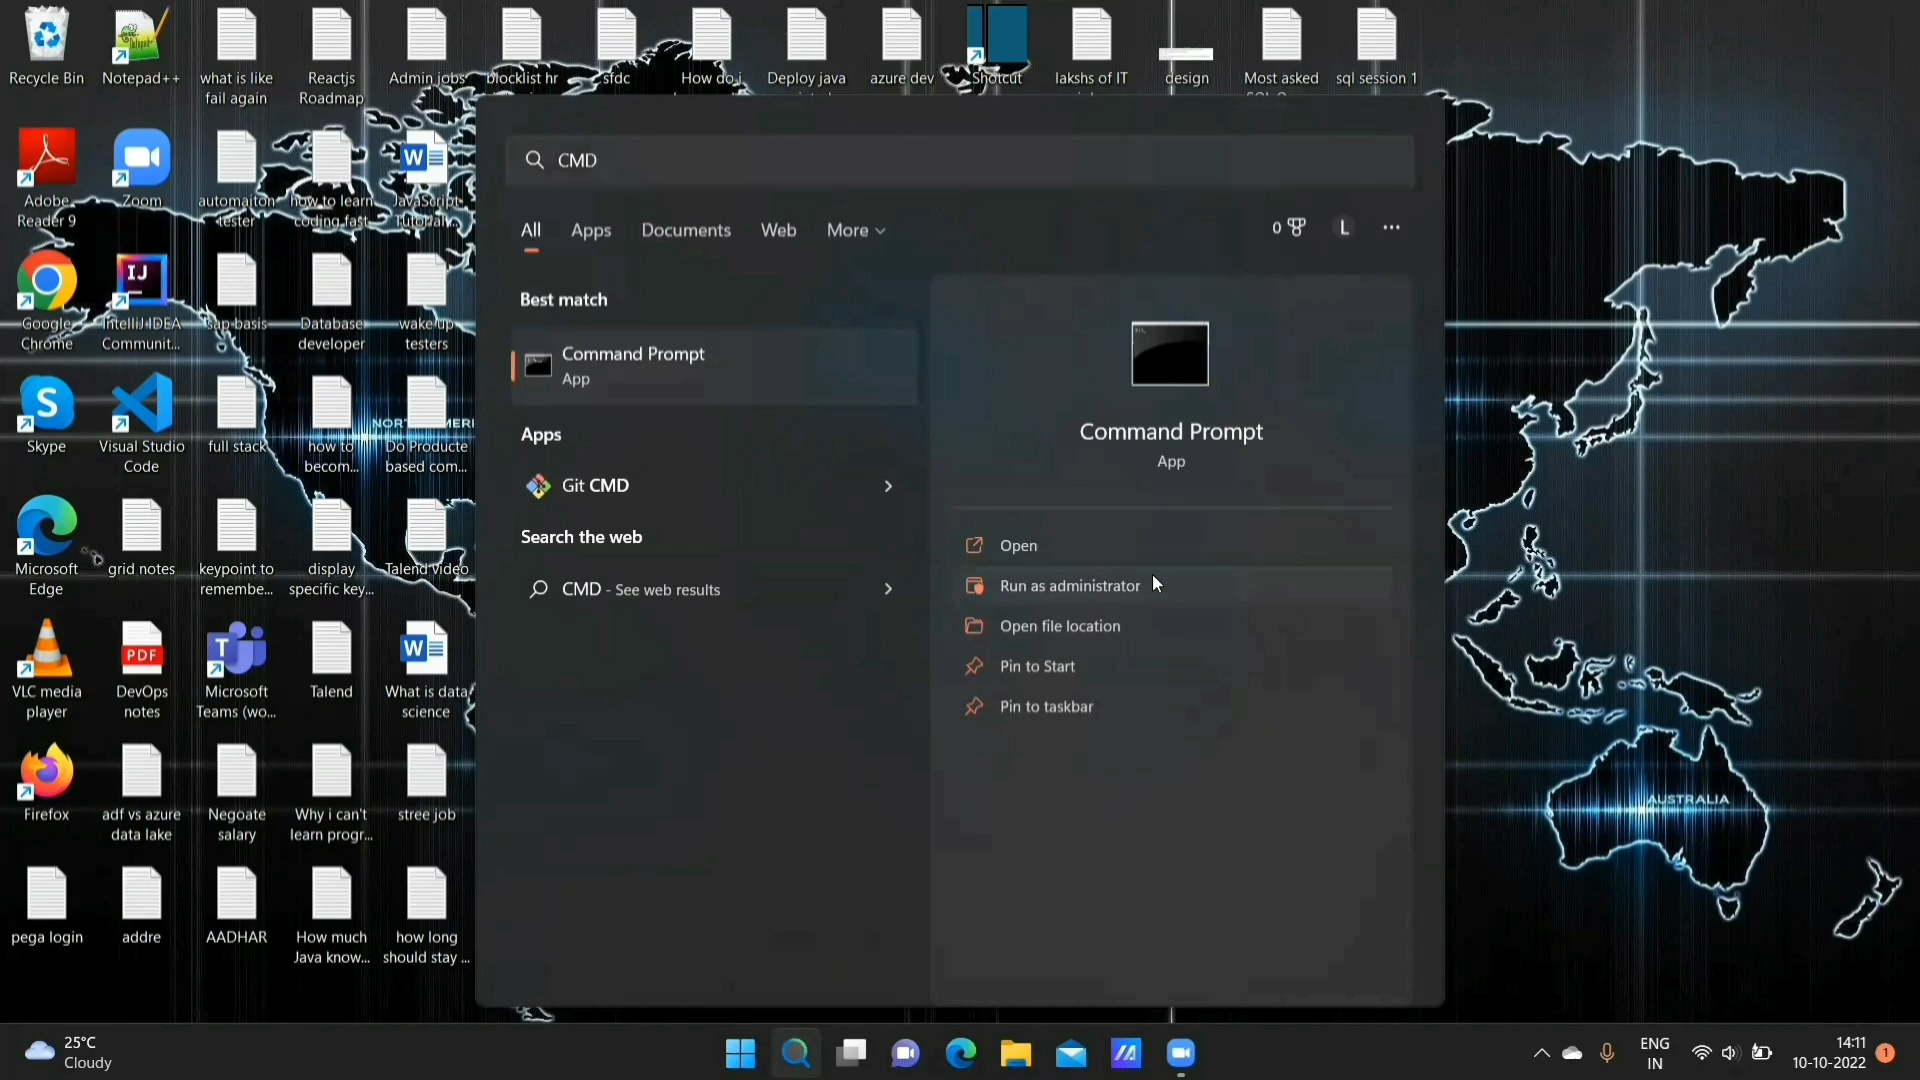 Recycle Bin
Notepad++
what is like
fail again
Reactjs
Roadmap
Admin jobs
blocklist hr
sfdc
How do i
Deploy java
azure dev
Shotcut
lakshs of IT
design
Most asked
sql session 1
CMD
Adobe
Reader 9
Zoom
automaiton
tester
how to learn
coding fast
JavaScript
Tutorial...
All
Apps
Documents
Web
More
0
L
Best match
Command Prompt
App
Google
Chrome
IntelliJ IDEA
Communit...
sap basis
Database
developer
wake up
testers
Apps
Git CMD
Command Prompt
App
Skype
Visual Studio
Code
full stack
how to
becom...
Do Producte
based com...
Search the web
CMD - See web results
Open
Run as administrator
Open file location
Pin to Start
Pin to taskbar
Microsoft
Edge
grid notes
keypoint to
remembe...
display
specific key...
Talend video
VLC media
player
PDF
DevOps
notes
Microsoft
Teams (wo...
Talend
What is data
science
Firefox
adf vs azure
data lake
Negoate
salary
Why i can't
learn progr...
stree job
AUSTRALIA
pega login
addre
AADHAR
How much
Java know...
how long
should stay ...
25°C
Cloudy
ENG
IN
14:11
10-10-2022
1